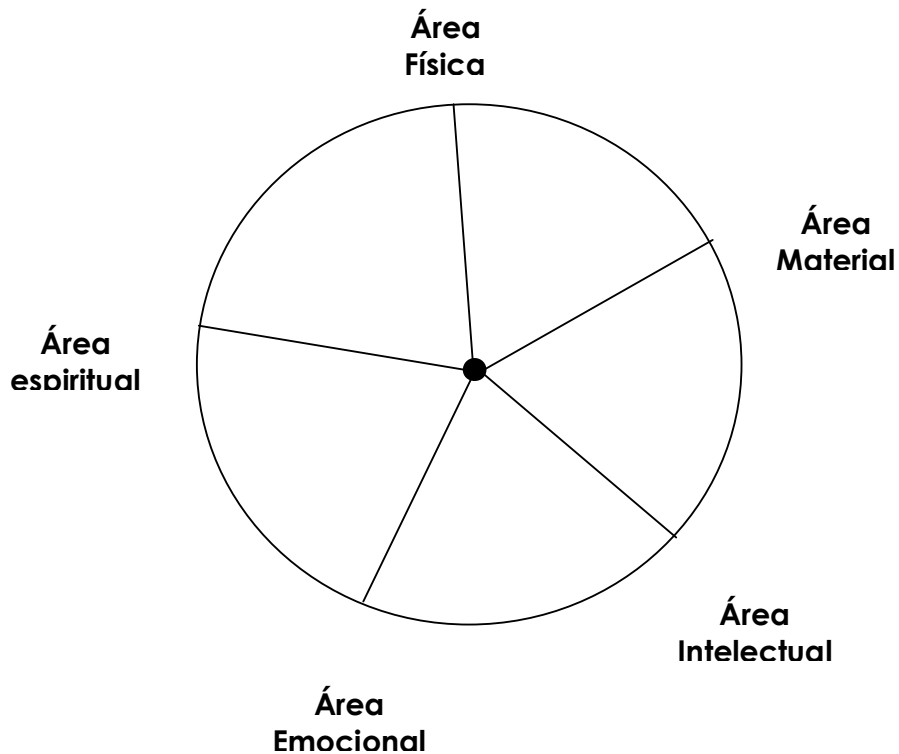 Área
Física
Área
Material
Área
espiritual
Área
Intelectual
Área
Emocional